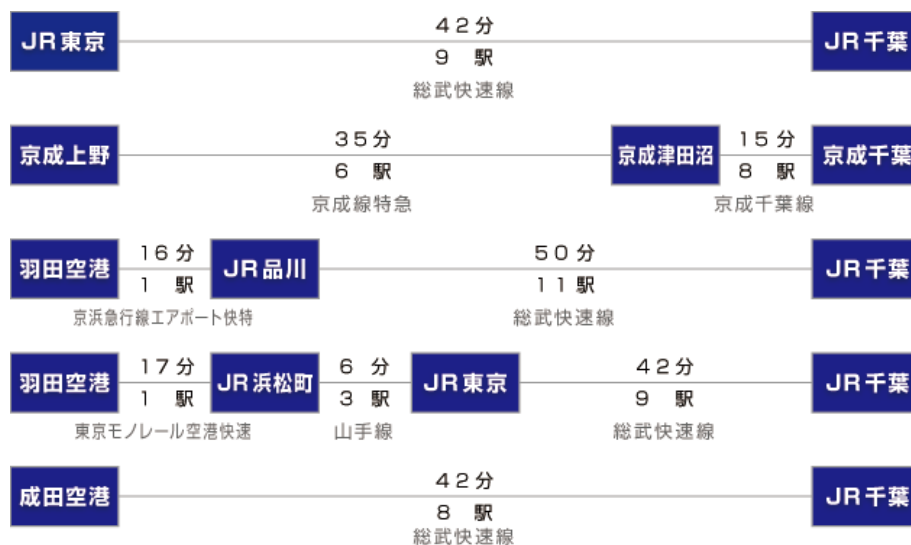 42分
JR東京 JR千葉
9 駅
総武快速線
35分 15分
京成上野 京成津田沼 京成千葉
6 駅 8 駅
京成線特急 京成千葉線
16分 50分
羽田空港 JR品川 JR千葉
1 駅 11駅
京浜急行線エアポート快特 総武快速線
17分 6 分 42分
羽田空港 JR浜松町 JR東京 JR千葉
1 駅 3 駅 9 駅
東京モノレール空港快速 山手線 総武快速線
42分
成田空港 JR千葉
8 駅
総武快速線